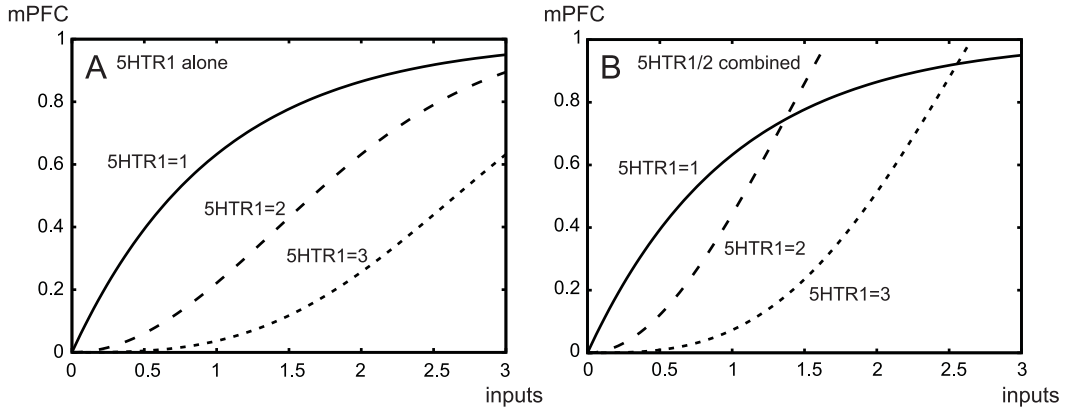 mPFC
1
0.8
0.6
0.4
0.2
0
A 5HTR1 alone
5HTR1=1
5HTR1=2
5HTR1=3
0 0.5 1 1.5 2 2.5 3
inputs
mPFC
1
0.8
0.6
0.4
0.2
0
B 5HTR1/2 combined
5HTR1=1
5HTR1=2
5HTR1=3
0 0.5 1 1.5 2 2.5 3
inputs